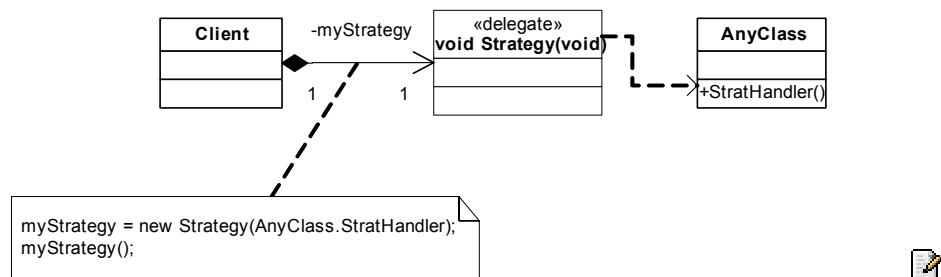 Client
-myStrategy
1
1
«delegate»
void Strategy(void)
AnyClass
+StratHandler()
myStrategy = new Strategy(AnyClass.StratHandler);
myStrategy();